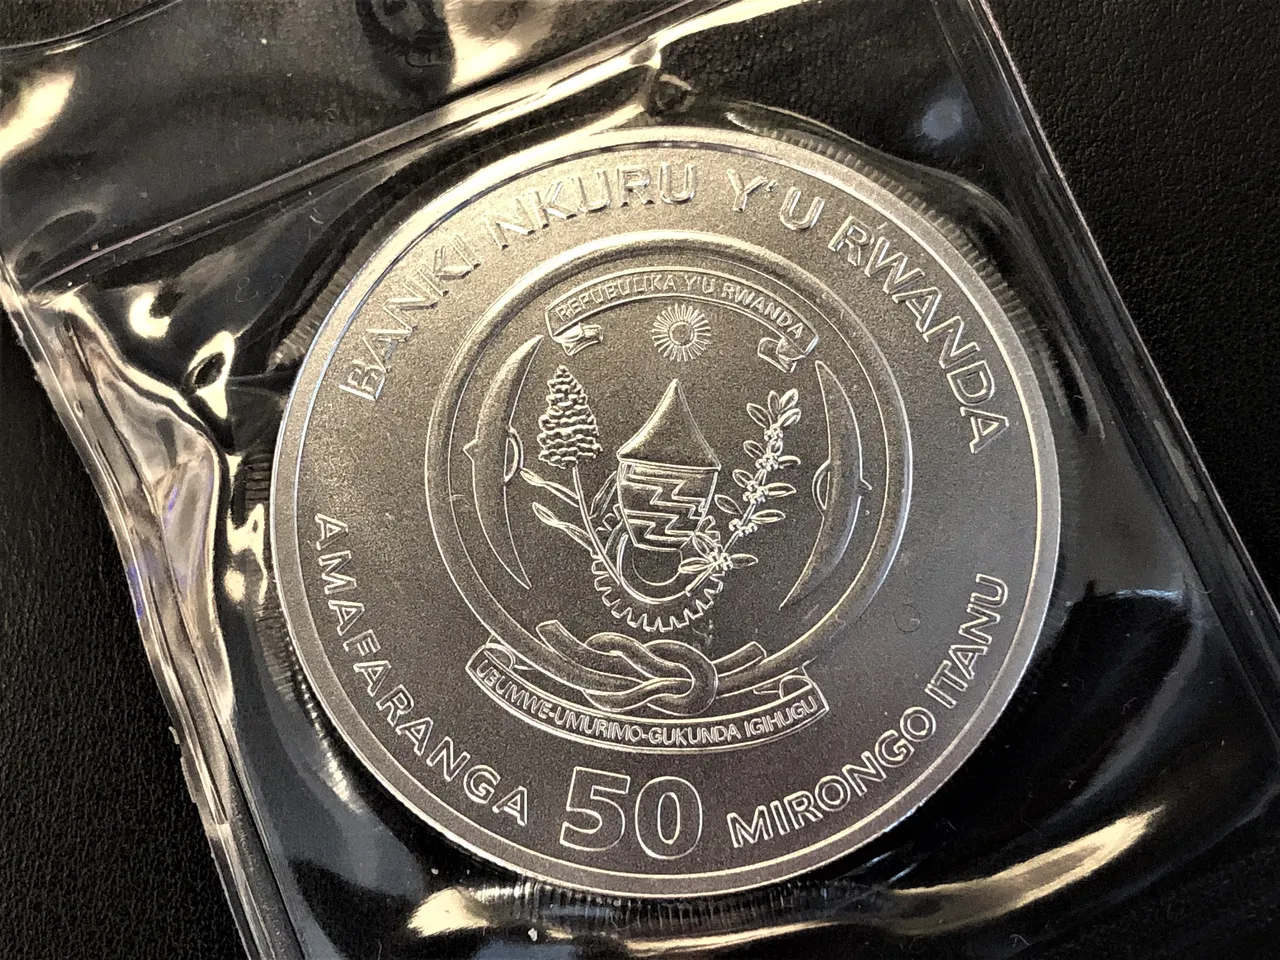 BANKI NKURU Y'U RWANDA
REPUBULIKA Y'U RWANDA
UBUMWE-UMURIMO-GUKUNDA IGIHUGU
AMAFARANGA 50 MIRONGO ITANU